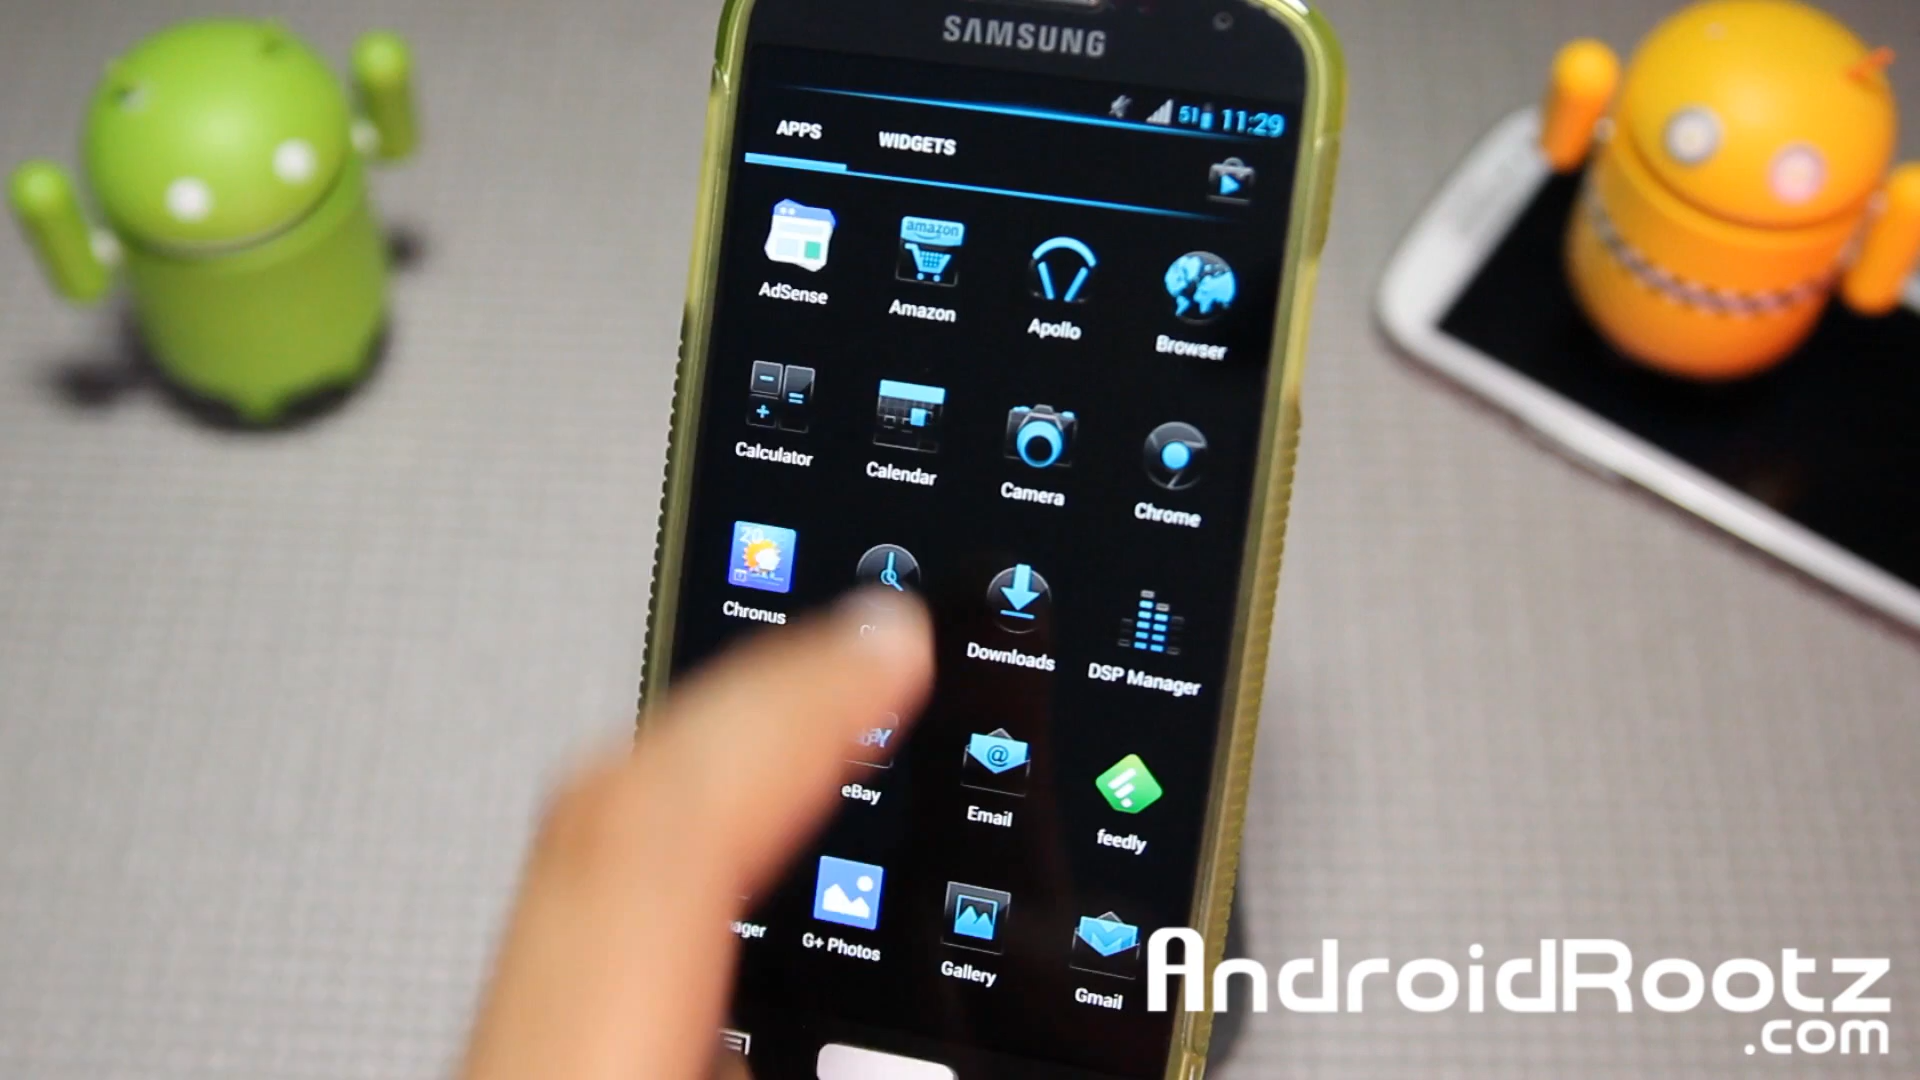 SAMSUNG
51 11:29
APPS WIDGETS
amazon
AdSense Amazon Apollo Browser
Calculator Calendar Camera Chrome
20
Chronus Downloads DSP Manager
eBay Email feedly
G+ Photos Gallery Gmail
AndroidRootz
.com